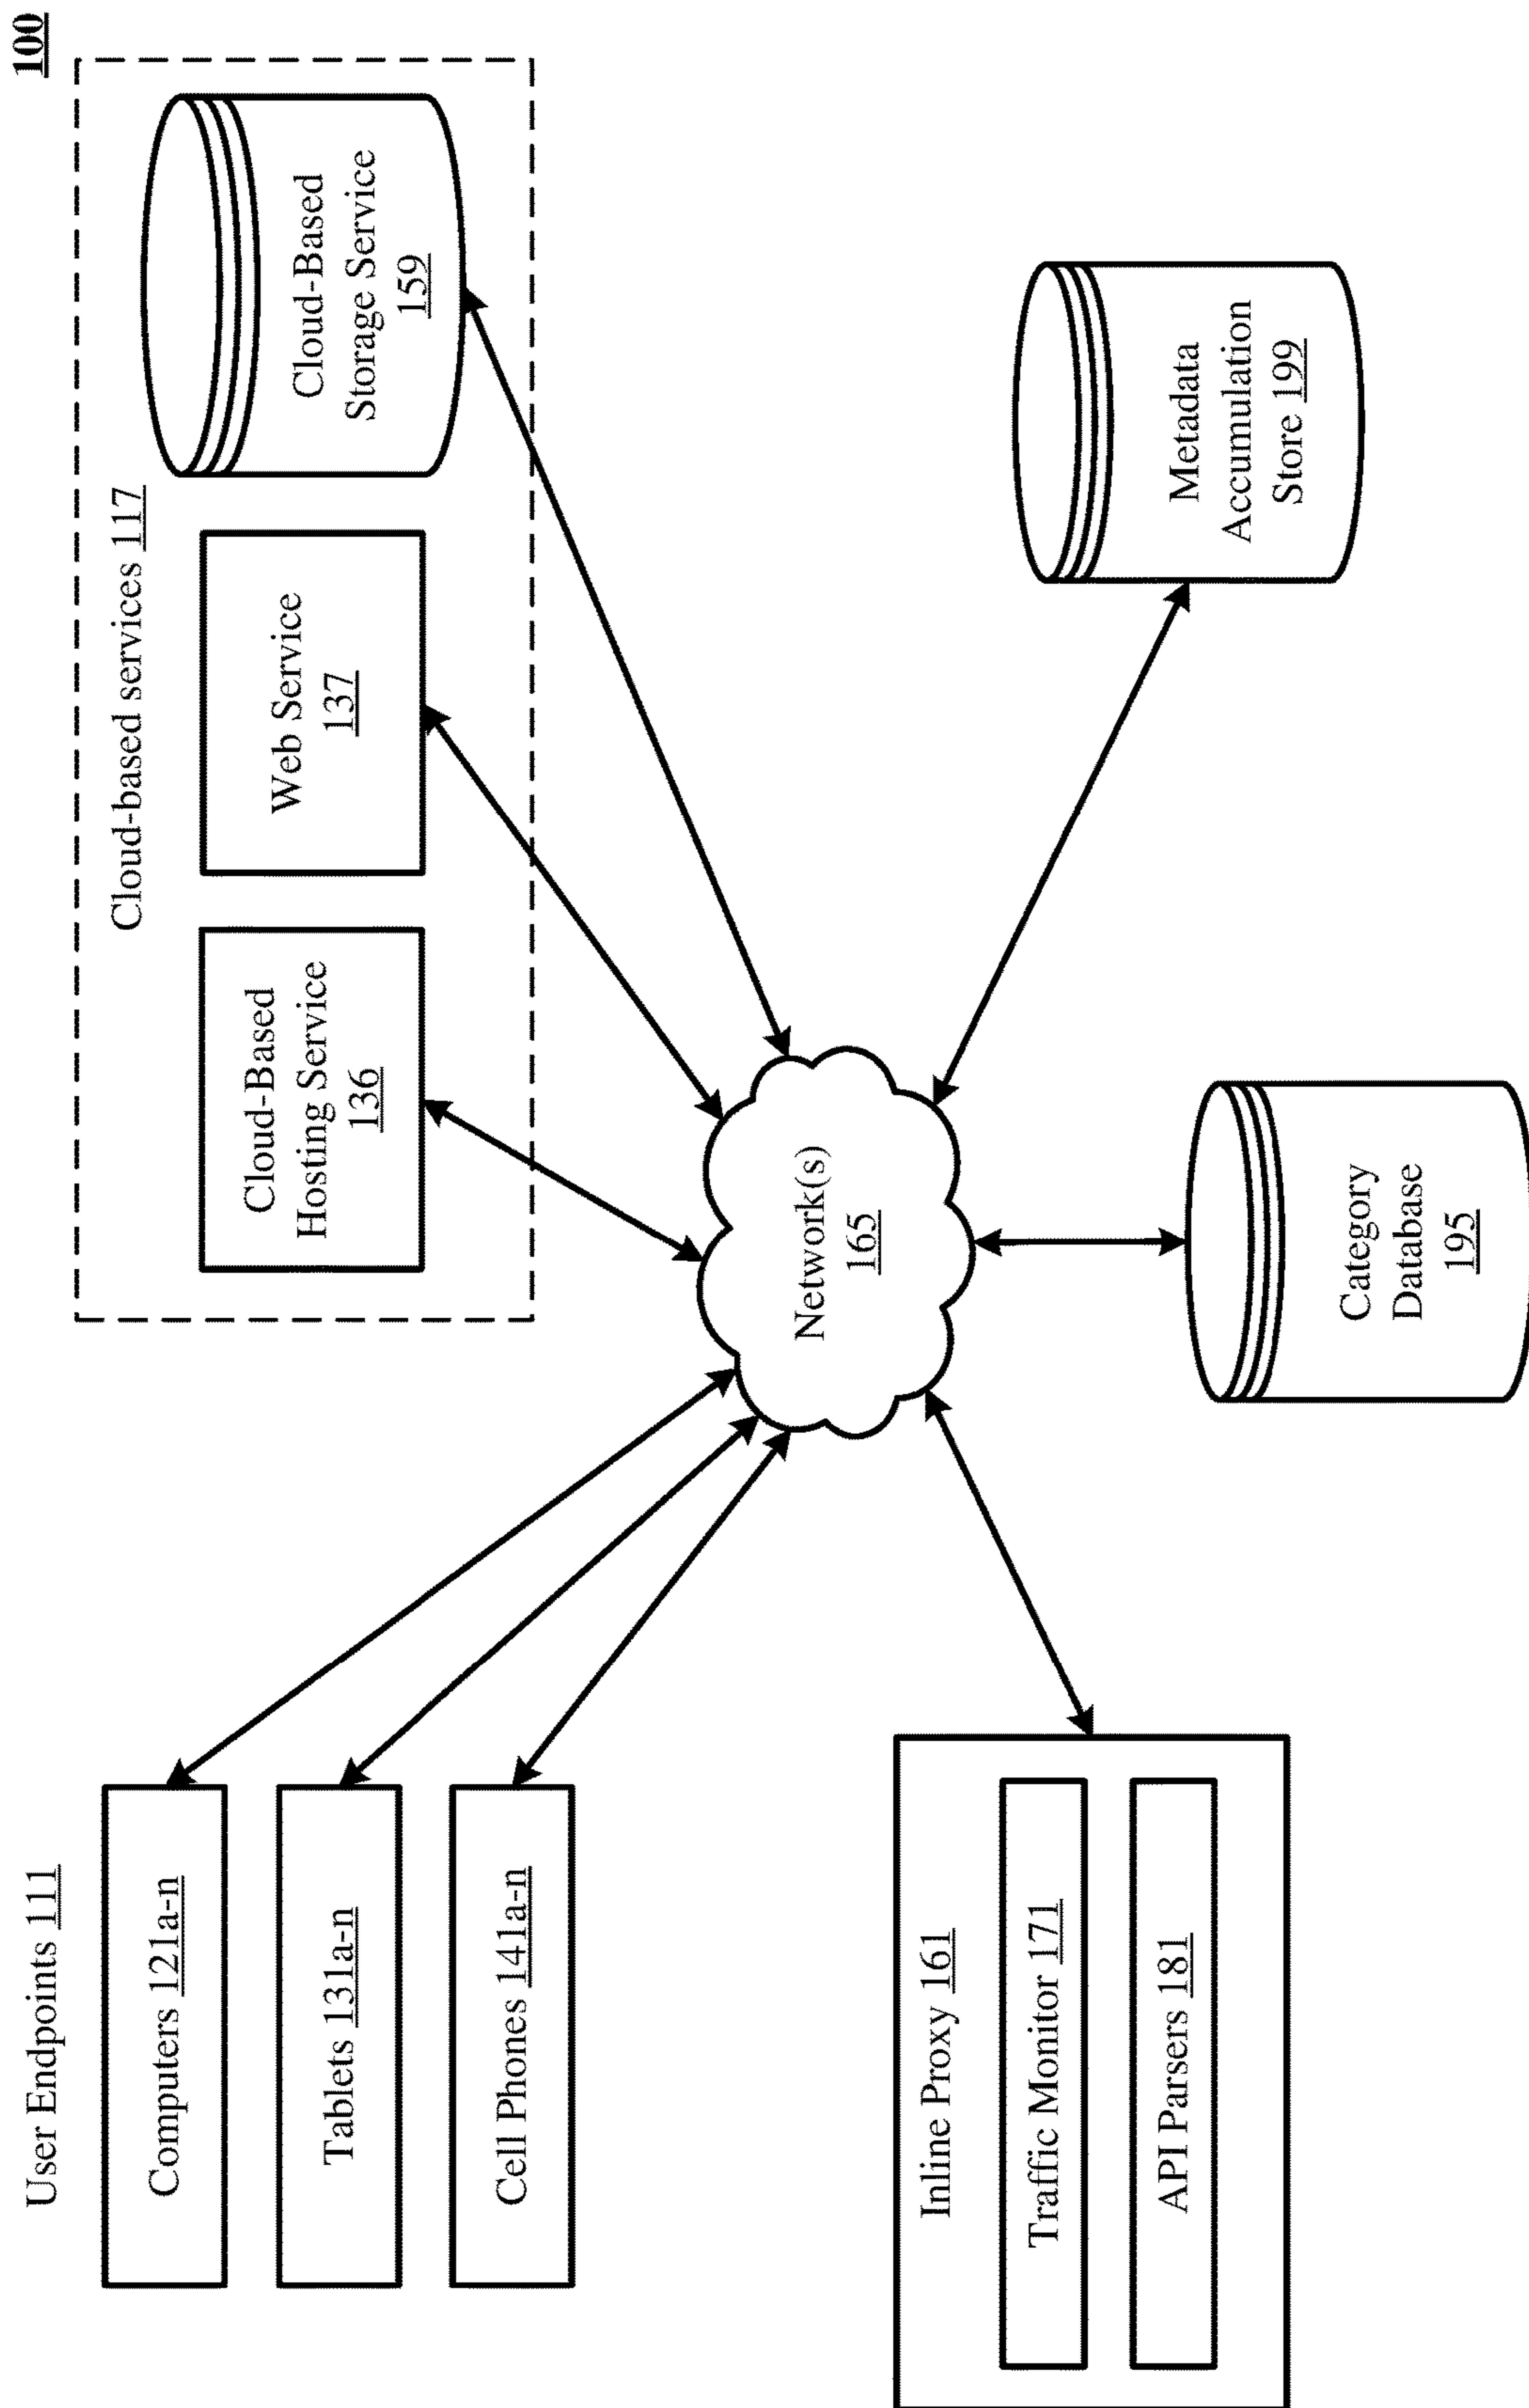 100
User Endpoints 111
Computers 121a-n
Tablets 131a-n
Cell Phones 141a-n
Cloud-based services 117
Cloud-Based
Hosting Service
136
Web Service
137
Cloud-Based
Storage Service
159
Network(s)
165
Inline Proxy 161
Traffic Monitor 171
API Parsers 181
Category
Database
195
Metadata
Accumulation
Store 199